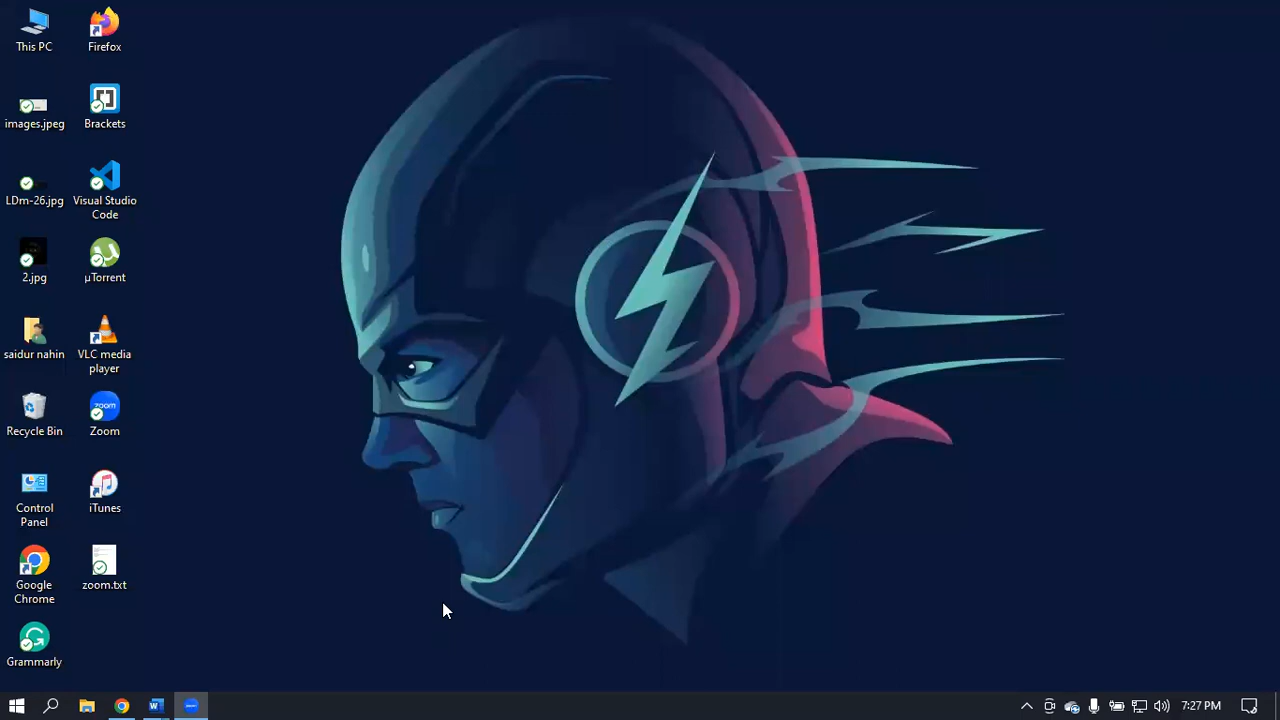 This PC
Firefox
images.jpeg
Brackets
LDm-26.jpg
Visual Studio
Code
2.jpg
µTorrent
saidur nahin
VLC media
player
zoom
Recycle Bin
Zoom
Control
Panel
iTunes
Google
Chrome
zoom.txt
Grammarly
7:27 PM